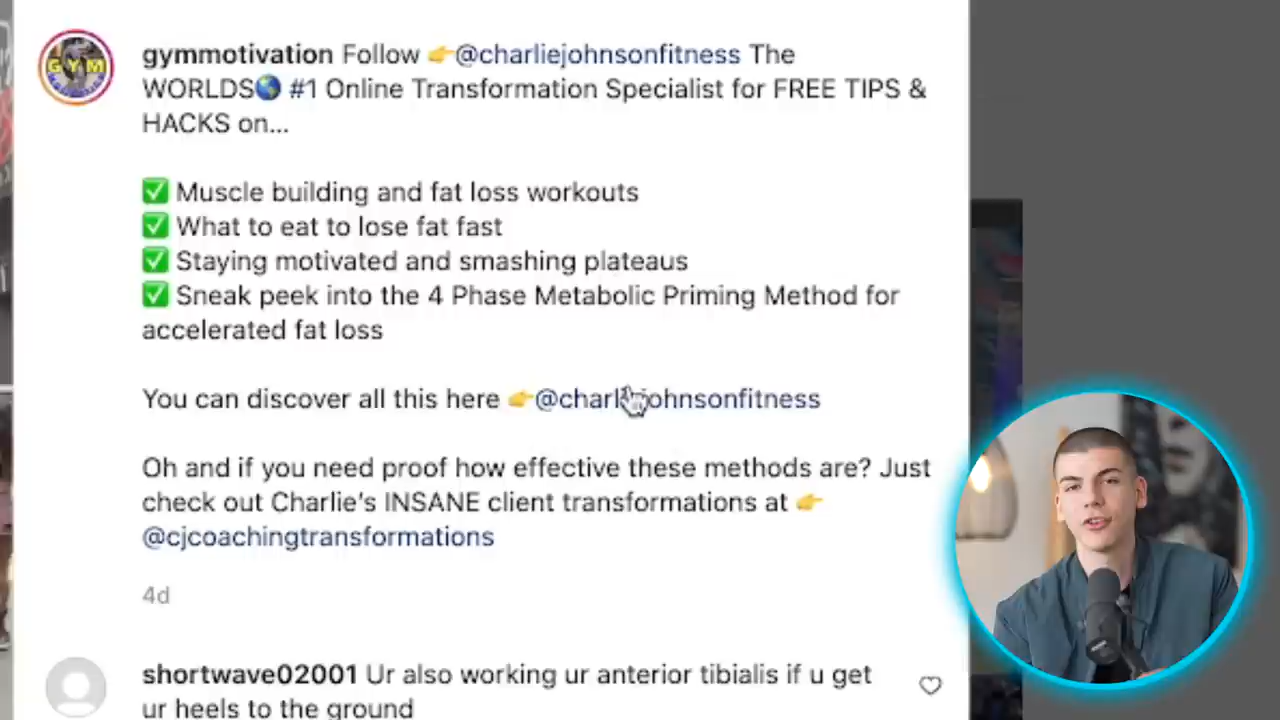 gymmotivation Follow 👉@charliejohnsonfitness The
WORLDS🌎 #1 Online Transformation Specialist for FREE TIPS &
HACKS on...
✅ Muscle building and fat loss workouts
✅ What to eat to lose fat fast
✅ Staying motivated and smashing plateaus
✅ Sneak peek into the 4 Phase Metabolic Priming Method for
accelerated fat loss
You can discover all this here 👉@charliejohnsonfitness
Oh and if you need proof how effective these methods are? Just
check out Charlie's INSANE client transformations at 👉
@cjcoachingtransformations
4d
shortwave02001 Ur also working ur anterior tibialis if u get
ur heels to the ground
GYM